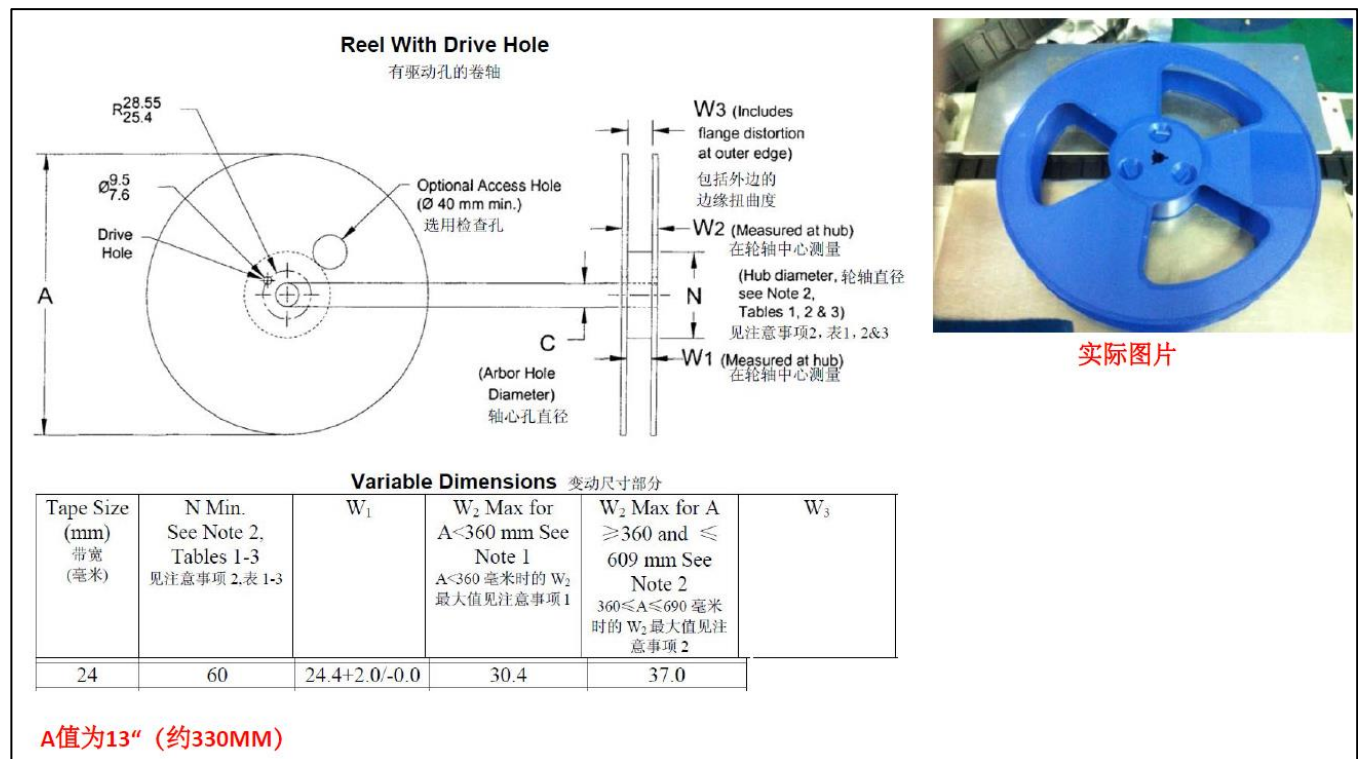 Reel With Drive Hole
有驱动孔的卷轴
R28.55
25.4
Ø9.5
7.6
Drive
Hole
A
Optional Access Hole
(Ø 40 mm min.)
选用检查孔
C
(Arbor Hole
Diameter)
轴心孔直径
W3 (Includes
flange distortion
at outer edge)
包括外边的
边缘扭曲度
W2 (Measured at hub)
在轮轴中心测量
N
(Hub diameter, 轮轴直径
see Note 2,
Tables 1, 2 & 3)
见注意事项2，表1，2&3
W1 (Measured at hub)
在轮轴中心测量
实际图片
Variable Dimensions 变动尺寸部分
Tape Size
(mm)
带宽
(毫米)
N Min.
See Note 2,
Tables 1-3
见注意事项 2,表 1-3
W₁
W₂ Max for
A<360 mm See
Note 1
A<360 毫米时的 W₂
最大值见注意事项 1
W₂ Max for A
≥360 and ≤
609 mm See
Note 2
360≤A≤690 毫米
时的 W₂ 最大值见注
意事项 2
W₃
24 60 24.4+2.0/-0.0 30.4 37.0
A值为13“（约330MM）